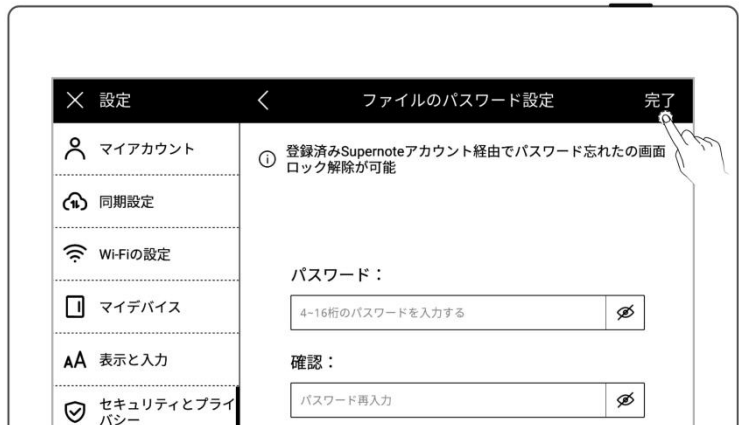 設定
ファイルのパスワード設定
完了
マイアカウント
同期設定
Wi-Fiの設定
マイデバイス
AA 表示と入力
セキュリティとプライ
バシー
登録済みSupernoteアカウント経由でパスワード忘れたの画面
ロック解除が可能
パスワード：
4~16桁のパスワードを入力する
確認：
パスワード再入力